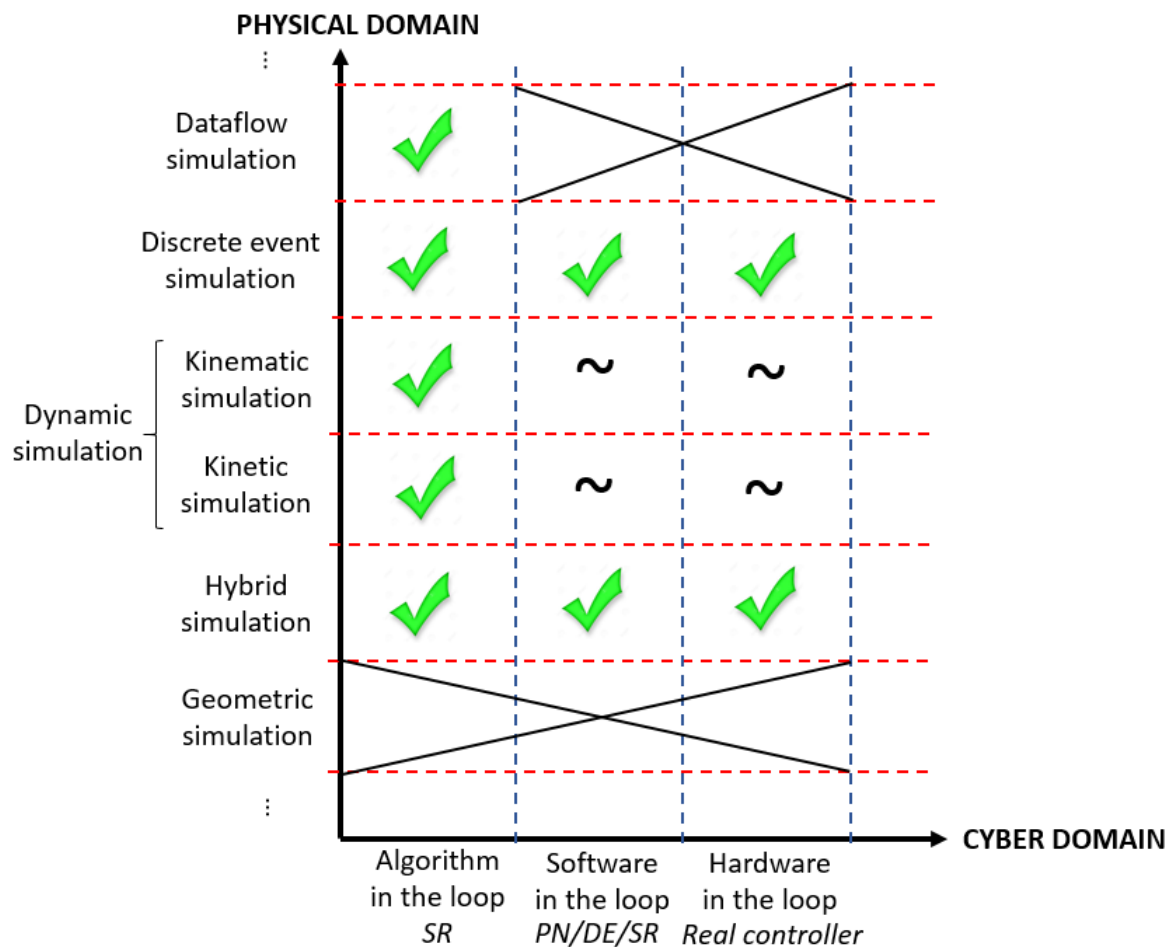 PHYSICAL DOMAIN
...
Dataflow
simulation
Discrete event
simulation
Kinematic
simulation
~
~
Dynamic
simulation
Kinetic
simulation
~
~
Hybrid
simulation
Geometric
simulation
...
CYBER DOMAIN
Algorithm
in the loop
SR
Software
in the loop
PN/DE/SR
Hardware
in the loop
Real controller